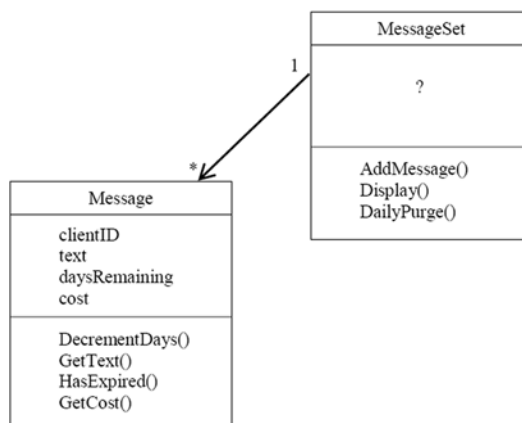 MessageSet
1
?
AddMessage()
Display()
DailyPurge()
*
Message
clientID
text
daysRemaining
cost
DecrementDays()
GetText()
HasExpired()
GetCost()